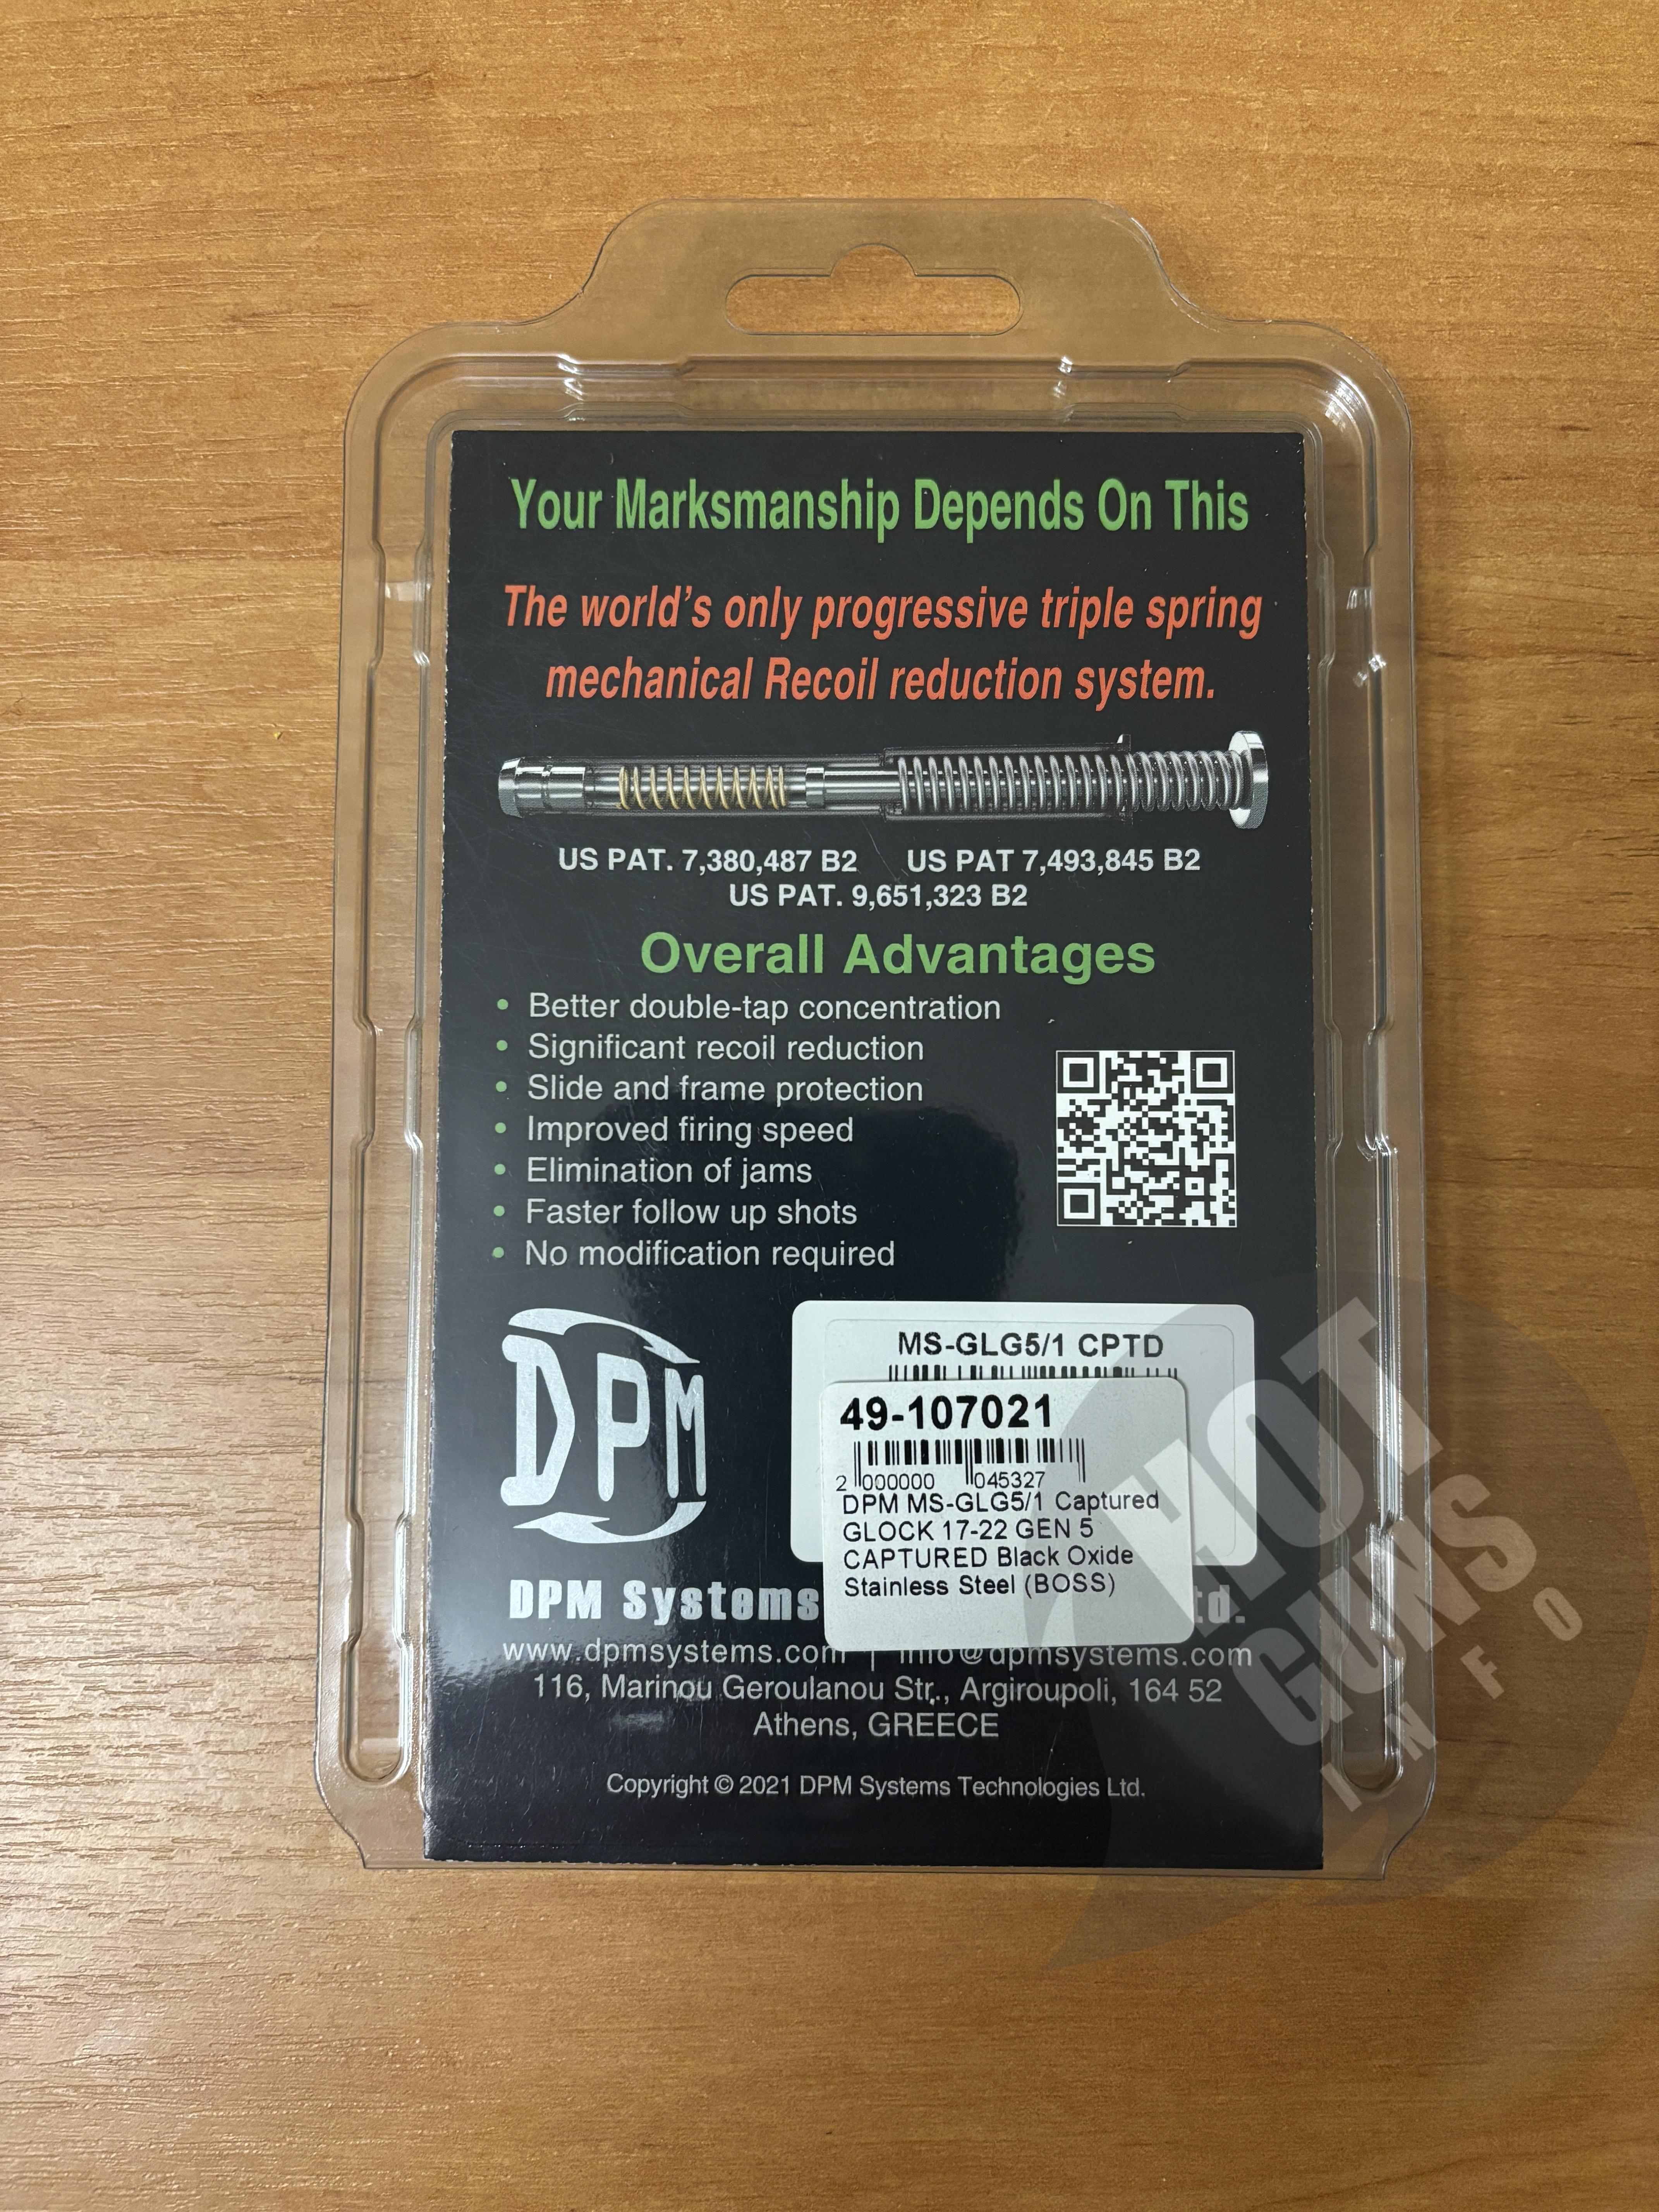 Your Marksmanship Depends On This
The world's only progressive triple spring
mechanical Recoil reduction system.
US PAT. 7,380,487 B2 US PAT 7,493,845 B2
US PAT. 9,651,323 B2
Overall Advantages
• Better double-tap concentration
• Significant recoil reduction
• Slide and frame protection
• Improved firing speed
• Elimination of jams
• Faster follow up shots
• No modification required
DPM
MS-GLG5/1 CPTD
49-107021
2 000000 045327
DPM MS-GLG5/1 Captured
GLOCK 17-22 GEN 5
CAPTURED Black Oxide
Stainless Steel (BOSS)
DPM Systems td.
www.dpmsystems.com | info@dpmsystems.com
116, Marinou Geroulanou Str., Argiroupoli, 164 52
Athens, GREECE
Copyright © 2021 DPM Systems Technologies Ltd.
HOT
GUNS
INFO